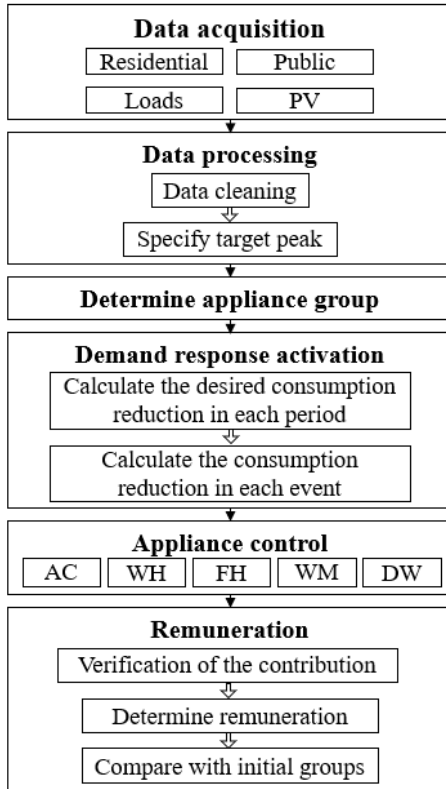 Data acquisition
Residential
Public
Loads
PV
Data processing
Data cleaning
Specify target peak
Determine appliance group
Demand response activation
Calculate the desired consumption
reduction in each period
Calculate the consumption
reduction in each event
Appliance control
AC
WH
FH
WM
DW
Remuneration
Verification of the contribution
Determine remuneration
Compare with initial groups